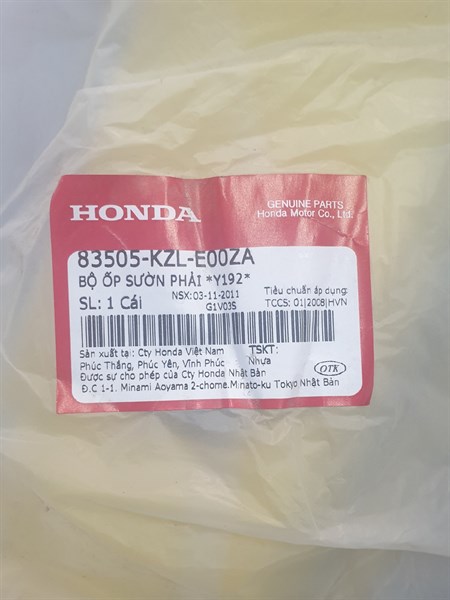 HONDA
GENUINE PARTS
Honda Motor Co., Ltd.
83505-KZL-E00ZA
BỘ ỐP SƯỜN PHẢI *Y192*
SL: 1 Cái
NSX:03-11-2011
G1V03S
Tiêu chuẩn áp dụng:
TCCS: 01|2008|HVN
Sản xuất tại: Cty Honda Việt Nam
Phúc Thắng, Phúc Yên, Vĩnh Phúc
TSKT:
Nhựa
Được sự cho phép của Cty Honda Nhật Bản
Đ.C 1-1. Minami Aoyama 2-chome.Minato-ku Tokyo Nhật Bản
OTK